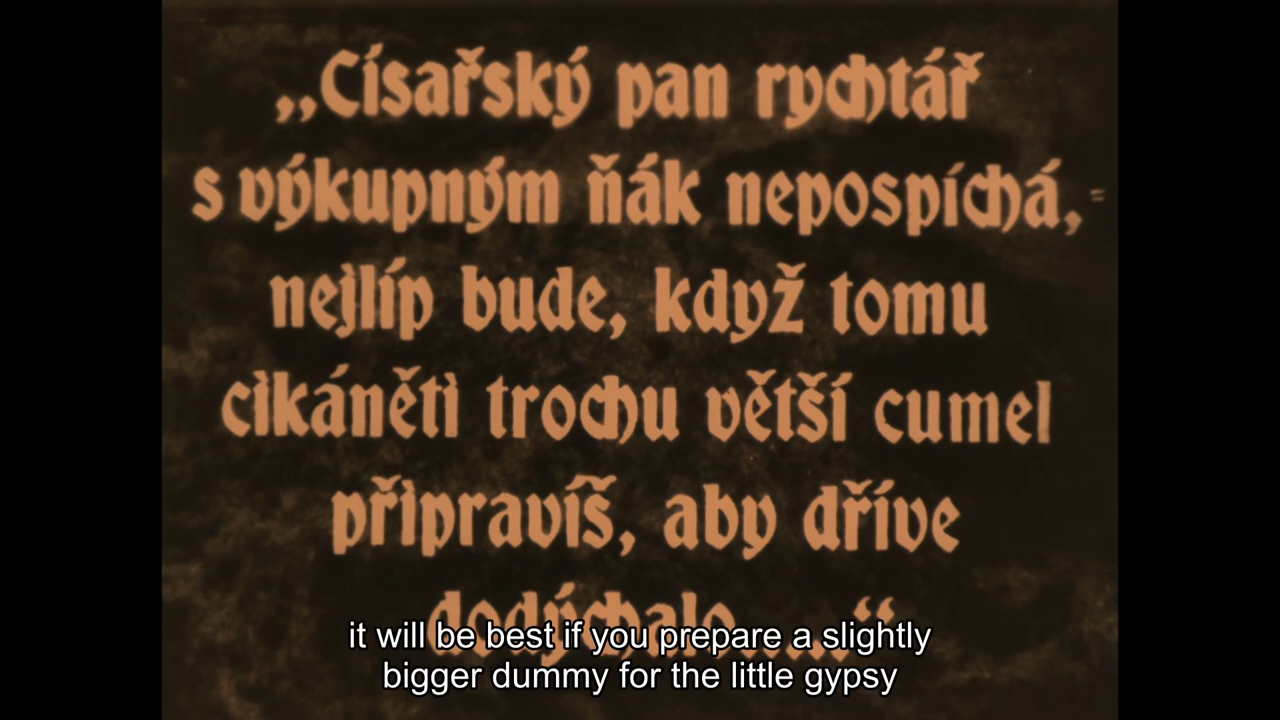 „Císařský pan rychtář
s výkupným ňák nepospíchá,=
nejlíp bude, když tomu
cikáněti trochu větší cumel
připravíš, aby dříve
dodýchalo....“
it will be best if you prepare a slightly
bigger dummy for the little gypsy